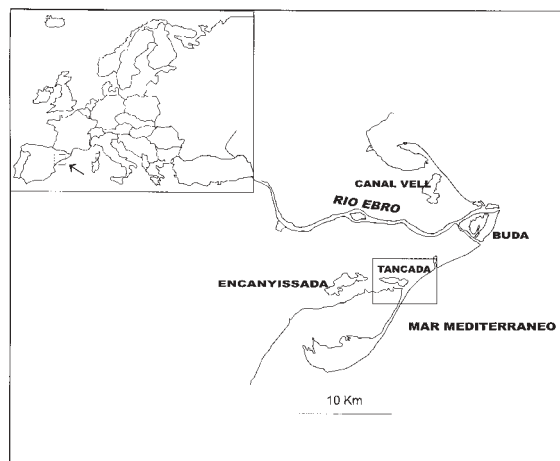 CANAL VELL
RIO EBRO
BUDA
TANCADA
ENCANYISSADA
MAR MEDITERRANEO
10 Km